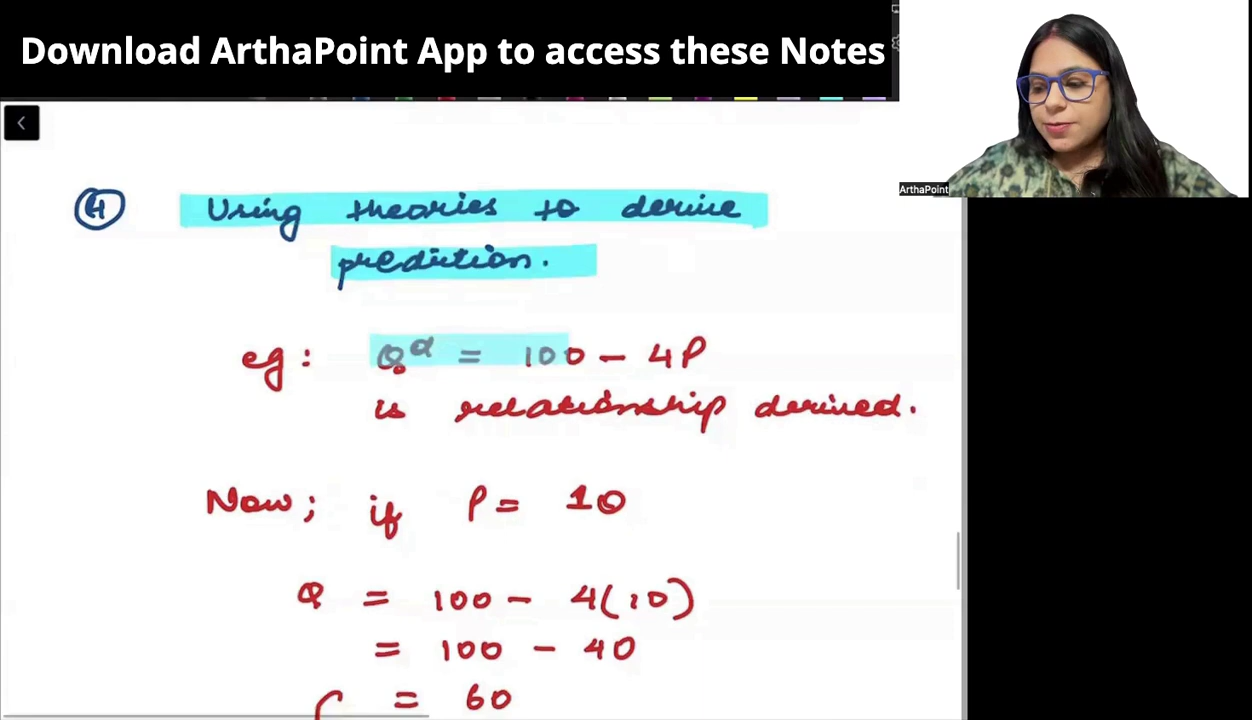 Download ArthaPoint App to access these Notes
ArthaPoint
4 Using theories to derive
prediction.
eg: Qᵈ = 100 - 4P
is relationship derived.
Now; if P = 10
Q = 100 - 4(10)
= 100 - 40
= 60